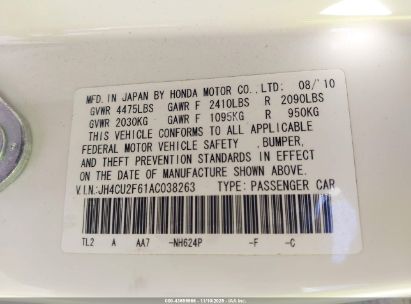 MFD. IN JAPAN BY HONDA MOTOR CO., LTD: 08/'10
GVWR 4475LBS GAWR F 2410LBS R 2090LBS
GVWR 2030KG GAWR F 1095KG R 950KG
THIS VEHICLE CONFORMS TO ALL APPLICABLE
FEDERAL MOTOR VEHICLE SAFETY , BUMPER,
AND THEFT PREVENTION STANDARDS IN EFFECT
ON THE DATE OF MANUFACTURE SHOWN ABOVE.
V.I.N:JH4CU2F61AC038263 TYPE: PASSENGER CAR
TL2 A AA7 -NH624P -F -C